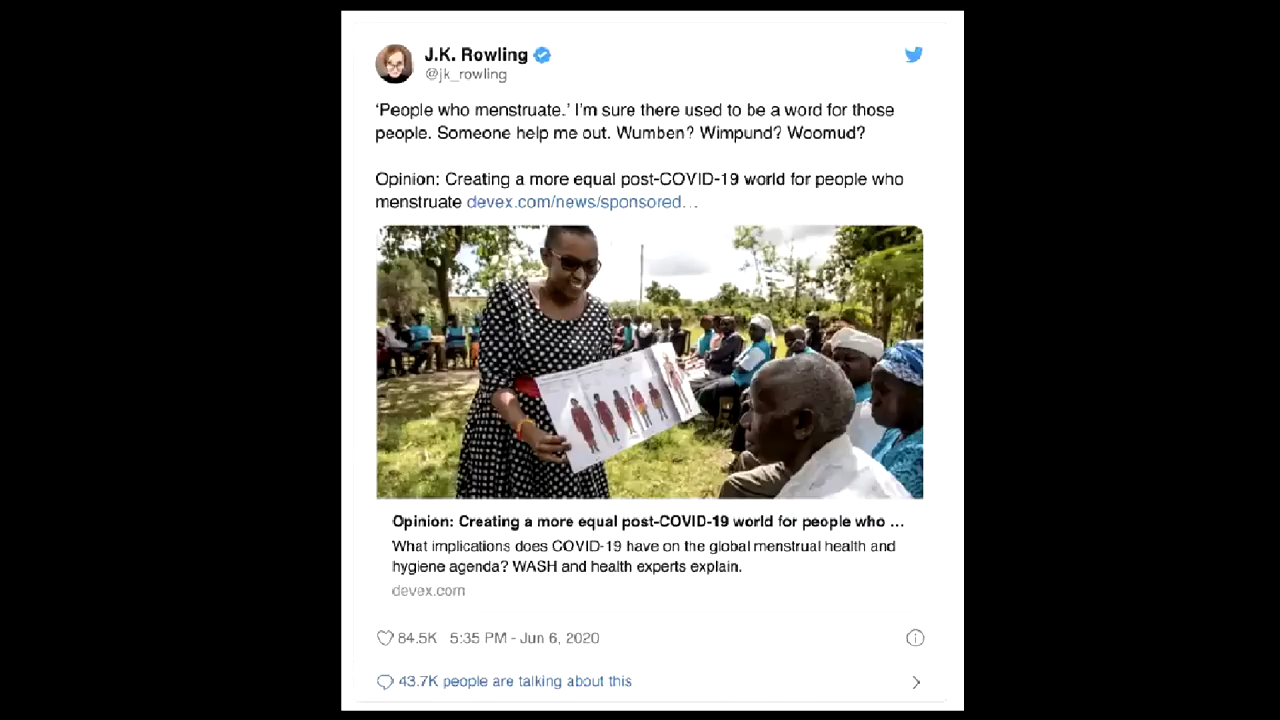 J.K. Rowling
@jk_rowling
‘People who menstruate.’ I’m sure there used to be a word for those
people. Someone help me out. Wumben? Wimpund? Woomud?
Opinion: Creating a more equal post-COVID-19 world for people who
menstruate devex.com/news/sponsored…
Opinion: Creating a more equal post-COVID-19 world for people who ...
What implications does COVID-19 have on the global menstrual health and
hygiene agenda? WASH and health experts explain.
devex.com
84.5K 5:35 PM - Jun 6, 2020
43.7K people are talking about this